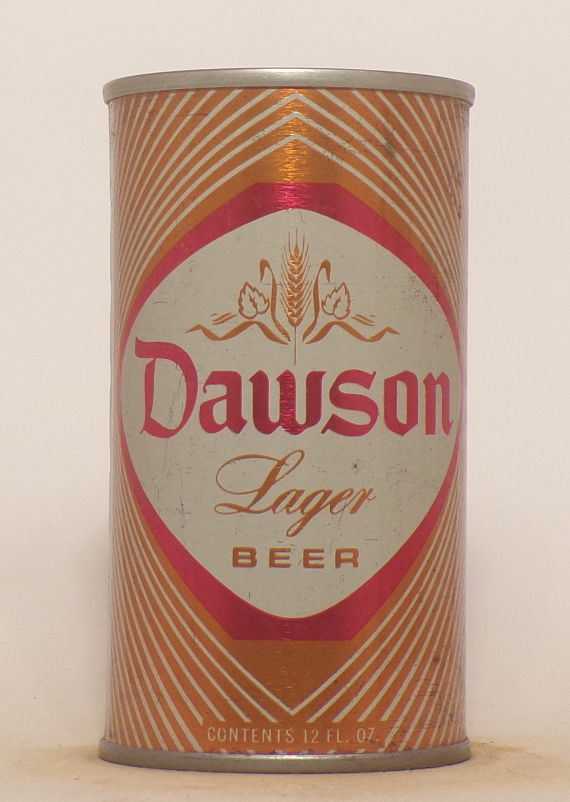 Dawson
Lager
BEER
CONTENTS 12 FL. OZ.